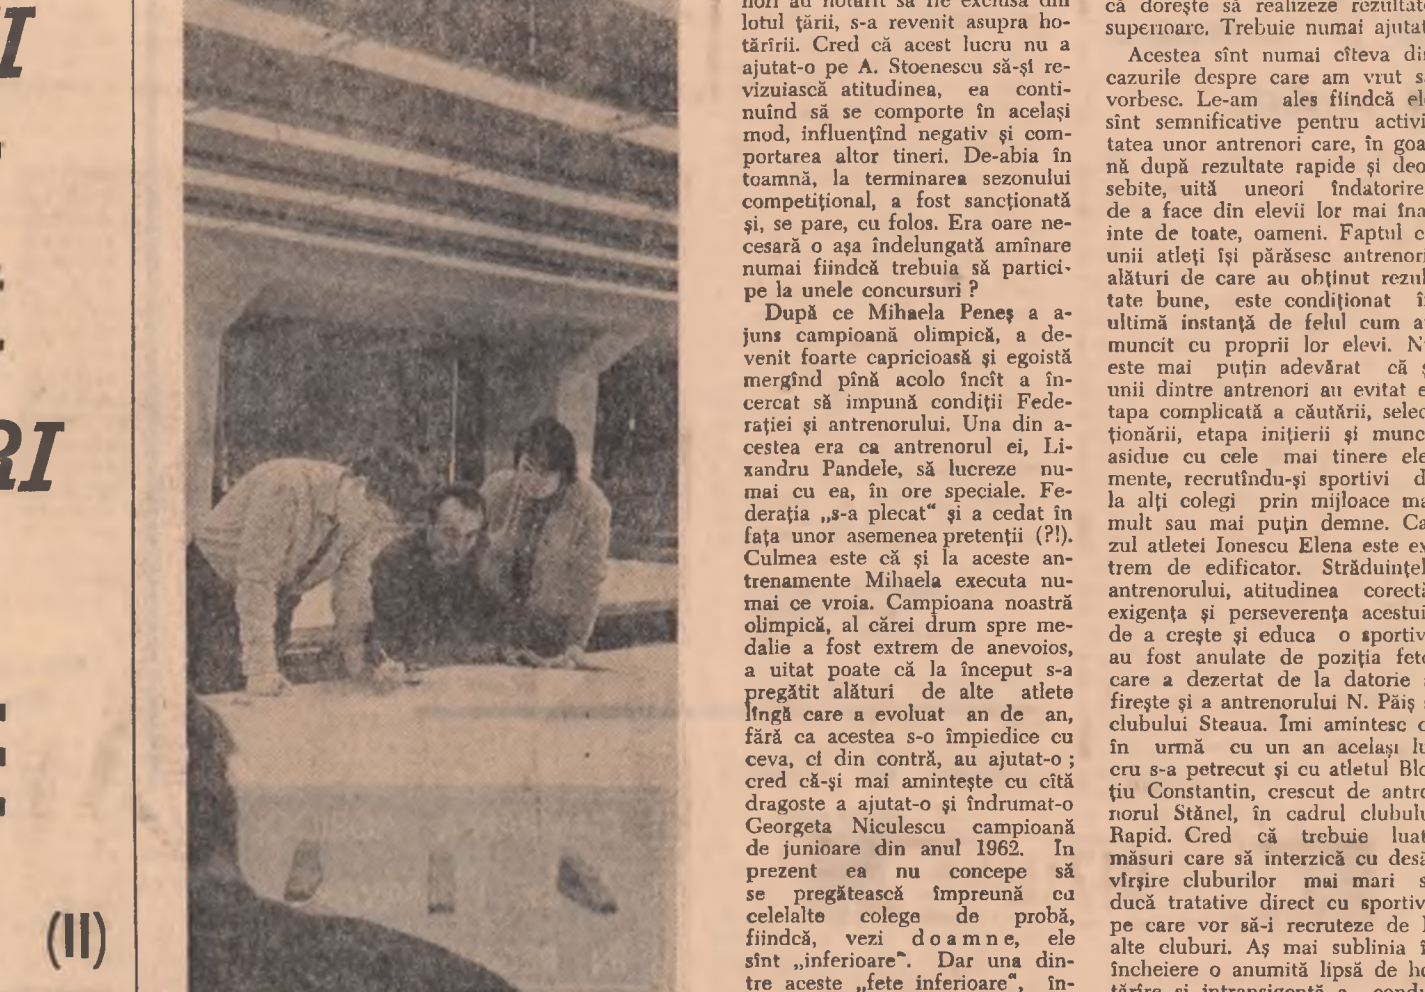 I
RI
(II)
nori au hotărît să fie exclusă din
lotul țării, s-a revenit asupra ho-
tărîrii. Cred că acest lucru nu a
ajutat-o pe A. Stoenescu să-și re-
vizuiască atitudinea, ea conti-
nuînd să se comporte în același
mod, influențînd negativ și com-
portarea altor tineri. De-abia în
toamnă, la terminarea sezonului
competițional, a fost sancționată
și, se pare, cu folos. Era oare ne-
cesară o așa îndelungată amînare
numai fiindcă trebuia să partici-
pe la unele concursuri ?
După ce Mihaela Peneș a a-
juns campioană olimpică, a de-
venit foarte capricioasă și egoistă
mergînd pînă acolo încît a în-
cercat să impună condiții Fede-
rației și antrenorului. Una din a-
cestea era ca antrenorul ei, Li-
xandru Pandele, să lucreze nu-
mai cu ea, în ore speciale. Fe-
derația „s-a plecat“ și a cedat în
fața unor asemenea pretenții (?!).
Culmea este că și la aceste an-
trenamente Mihaela executa nu-
mai ce vroia. Campioana noastră
olimpică, al cărei drum spre me-
dalie a fost extrem de anevoios,
a uitat poate că la început s-a
pregătit alături de alte atlete
lîngă care a evoluat an de an,
fără ca acestea s-o împiedice cu
ceva, ci din contră, au ajutat-o ;
cred că-și mai amintește cu cîtă
dragoste a ajutat-o și îndrumat-o
Georgeta Niculescu campioană
de junioare din anul 1962. In
prezent ea nu concepe să
se pregătească împreună cu
celelalte colege de probă,
fiindcă, vezi doamne, ele
sînt „inferioare“. Dar una din-
tre aceste „fete inferioare“, în-
că dorește să realizeze rezultate
superioare. Trebuie numai ajutat
Acestea sînt numai cîteva di
cazurile despre care am vrut s
vorbesc. Le-am ales fiindcă el
sînt semnificative pentru activi
tatea unor antrenori care, în goa
nă după rezultate rapide și deo
sebite, uită uneori îndatorire
de a face din elevii lor mai îna
inte de toate, oameni. Faptul c
unii atleți își părăsesc antrenori
alături de care au obținut rezul
tate bune, este condiționat î
ultimă instanță de felul cum a
muncit cu proprii lor elevi. N
este mai puțin adevărat că ș
unii dintre antrenori au evitat e
tapa complicată a căutării, selec
ționării, etapa inițierii și munc
asidue cu cele mai tinere ele
mente, recrutîndu-și sportivi d
la alți colegi prin mijloace ma
mult sau mai puțin demne. Ca
zul atletei Ionescu Elena este ex
trem de edificator. Străduințel
antrenorului, atitudinea corectă
exigența și perseverența acestui
de a crește și educa o sportiv
au fost anulate de poziția fete
care a dezertat de la datorie
firește și a antrenorului N. Păiș
clubului Steaua. Îmi amintesc c
în urmă cu un an același lu
cru s-a petrecut și cu atletul Blo
țiu Constantin, crescut de antre
norul Stănel, în cadrul clubulu
Rapid. Cred că trebuie luat
măsuri care să interzică cu desă
vîrșire cluburilor mai mari s
ducă tratative direct cu sportiv
pe care vor să-i recruteze de l
alte cluburi. Aș mai sublinia î
încheiere o anumită lipsă de ho
tărîre și intransigență a condu